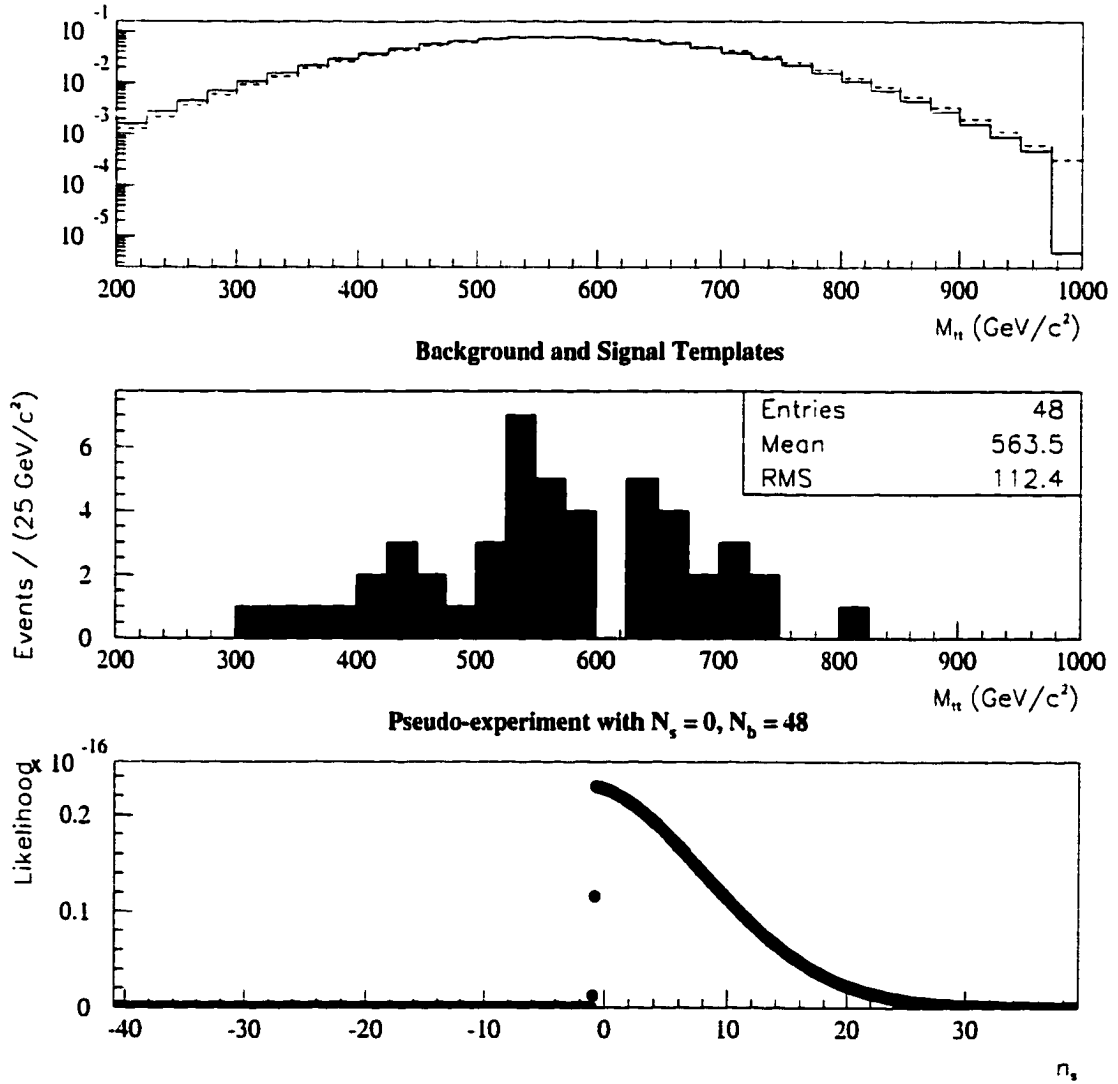 10 -1
10 -2
10 -3
10 -4
10 -5
200 300 400 500 600 700 800 900 1000
M_tt (GeV/c²)
Background and Signal Templates
Events / (25 GeV/c²)
6
4
2
0
Entries 48
Mean 563.5
RMS 112.4
200 300 400 500 600 700 800 900 1000
M_tt (GeV/c²)
Pseudo-experiment with N_s = 0, N_b = 48
x 10 -16
Likelihood
0.2
0.1
0
-40 -30 -20 -10 0 10 20 30
n_s